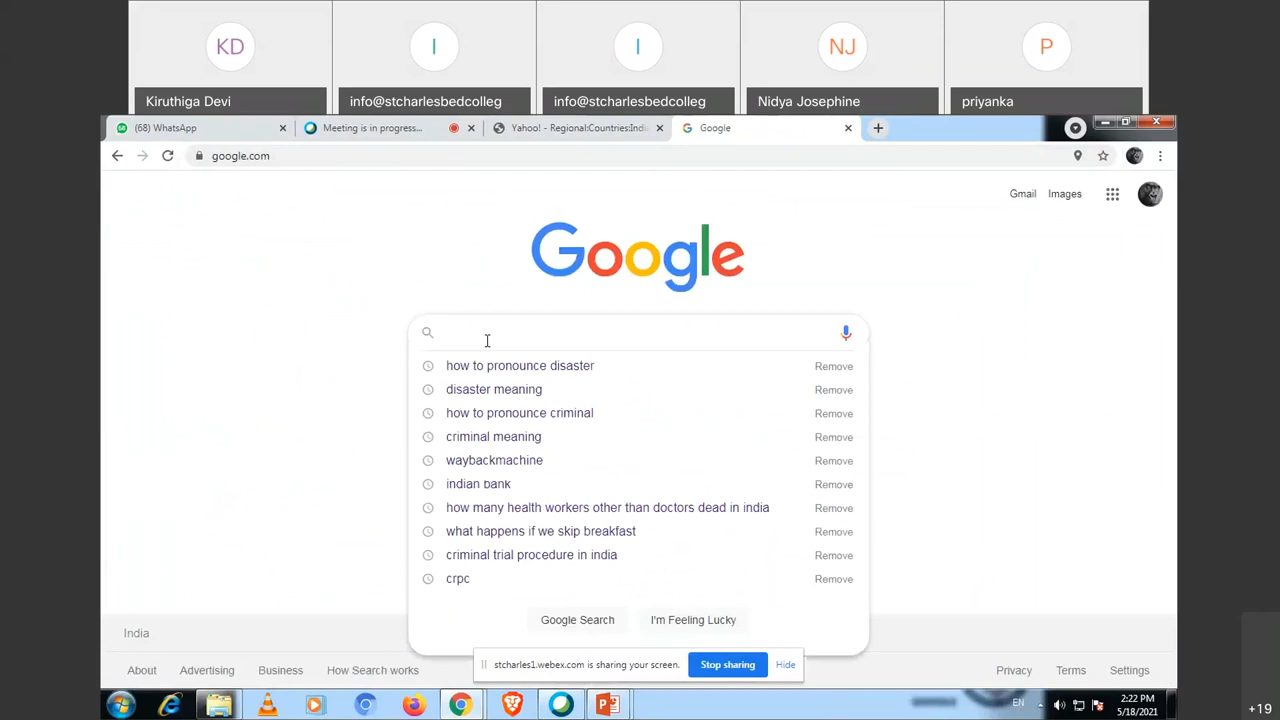 KD
I
I
NJ
P
Kiruthiga Devi
info@stcharlesbedcolleg
info@stcharlesbedcolleg
Nidya Josephine
priyanka
(68) WhatsApp
Meeting is in progress...
Yahoo! - Regional:Countries:Indi
Google
google.com
Gmail
Images
Google
how to pronounce disaster Remove
disaster meaning Remove
how to pronounce criminal Remove
criminal meaning Remove
waybackmachine Remove
indian bank Remove
how many health workers other than doctors dead in india Remove
what happens if we skip breakfast Remove
criminal trial procedure in india Remove
crpc Remove
Google Search
I'm Feeling Lucky
India
stcharles1.webex.com is sharing your screen.
Stop sharing
Hide
About
Advertising
Business
How Search works
Privacy
Terms
Settings
EN
2:22 PM
5/18/2021
+19